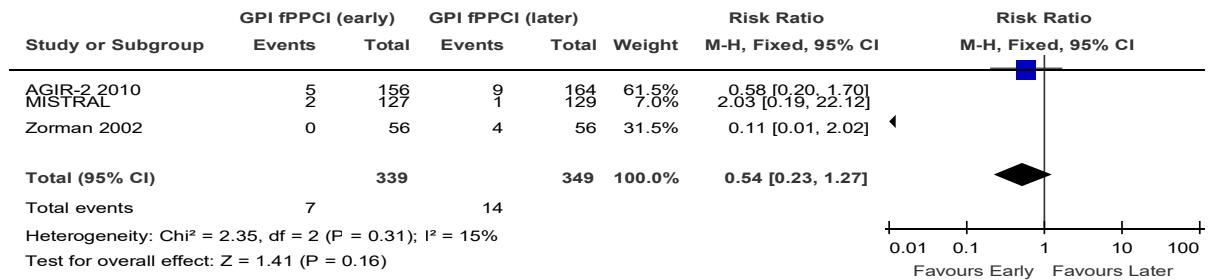 GPI fPPCI (early) GPI fPPCI (later) Risk Ratio Risk Ratio
Study or Subgroup Events Total Events Total Weight M-H, Fixed, 95% CI M-H, Fixed, 95% CI
AGIR-2 2010 5 156 9 164 61.5% 0.58 [0.20, 1.70]
MISTRAL 2 127 1 129 7.0% 2.03 [0.19, 22.12]
Zorman 2002 0 56 4 56 31.5% 0.11 [0.01, 2.02]
Total (95% CI) 339 349 100.0% 0.54 [0.23, 1.27]
Total events 7 14
Heterogeneity: Chi² = 2.35, df = 2 (P = 0.31); I² = 15%
Test for overall effect: Z = 1.41 (P = 0.16)
0.01 0.1 1 10 100
Favours Early Favours Later